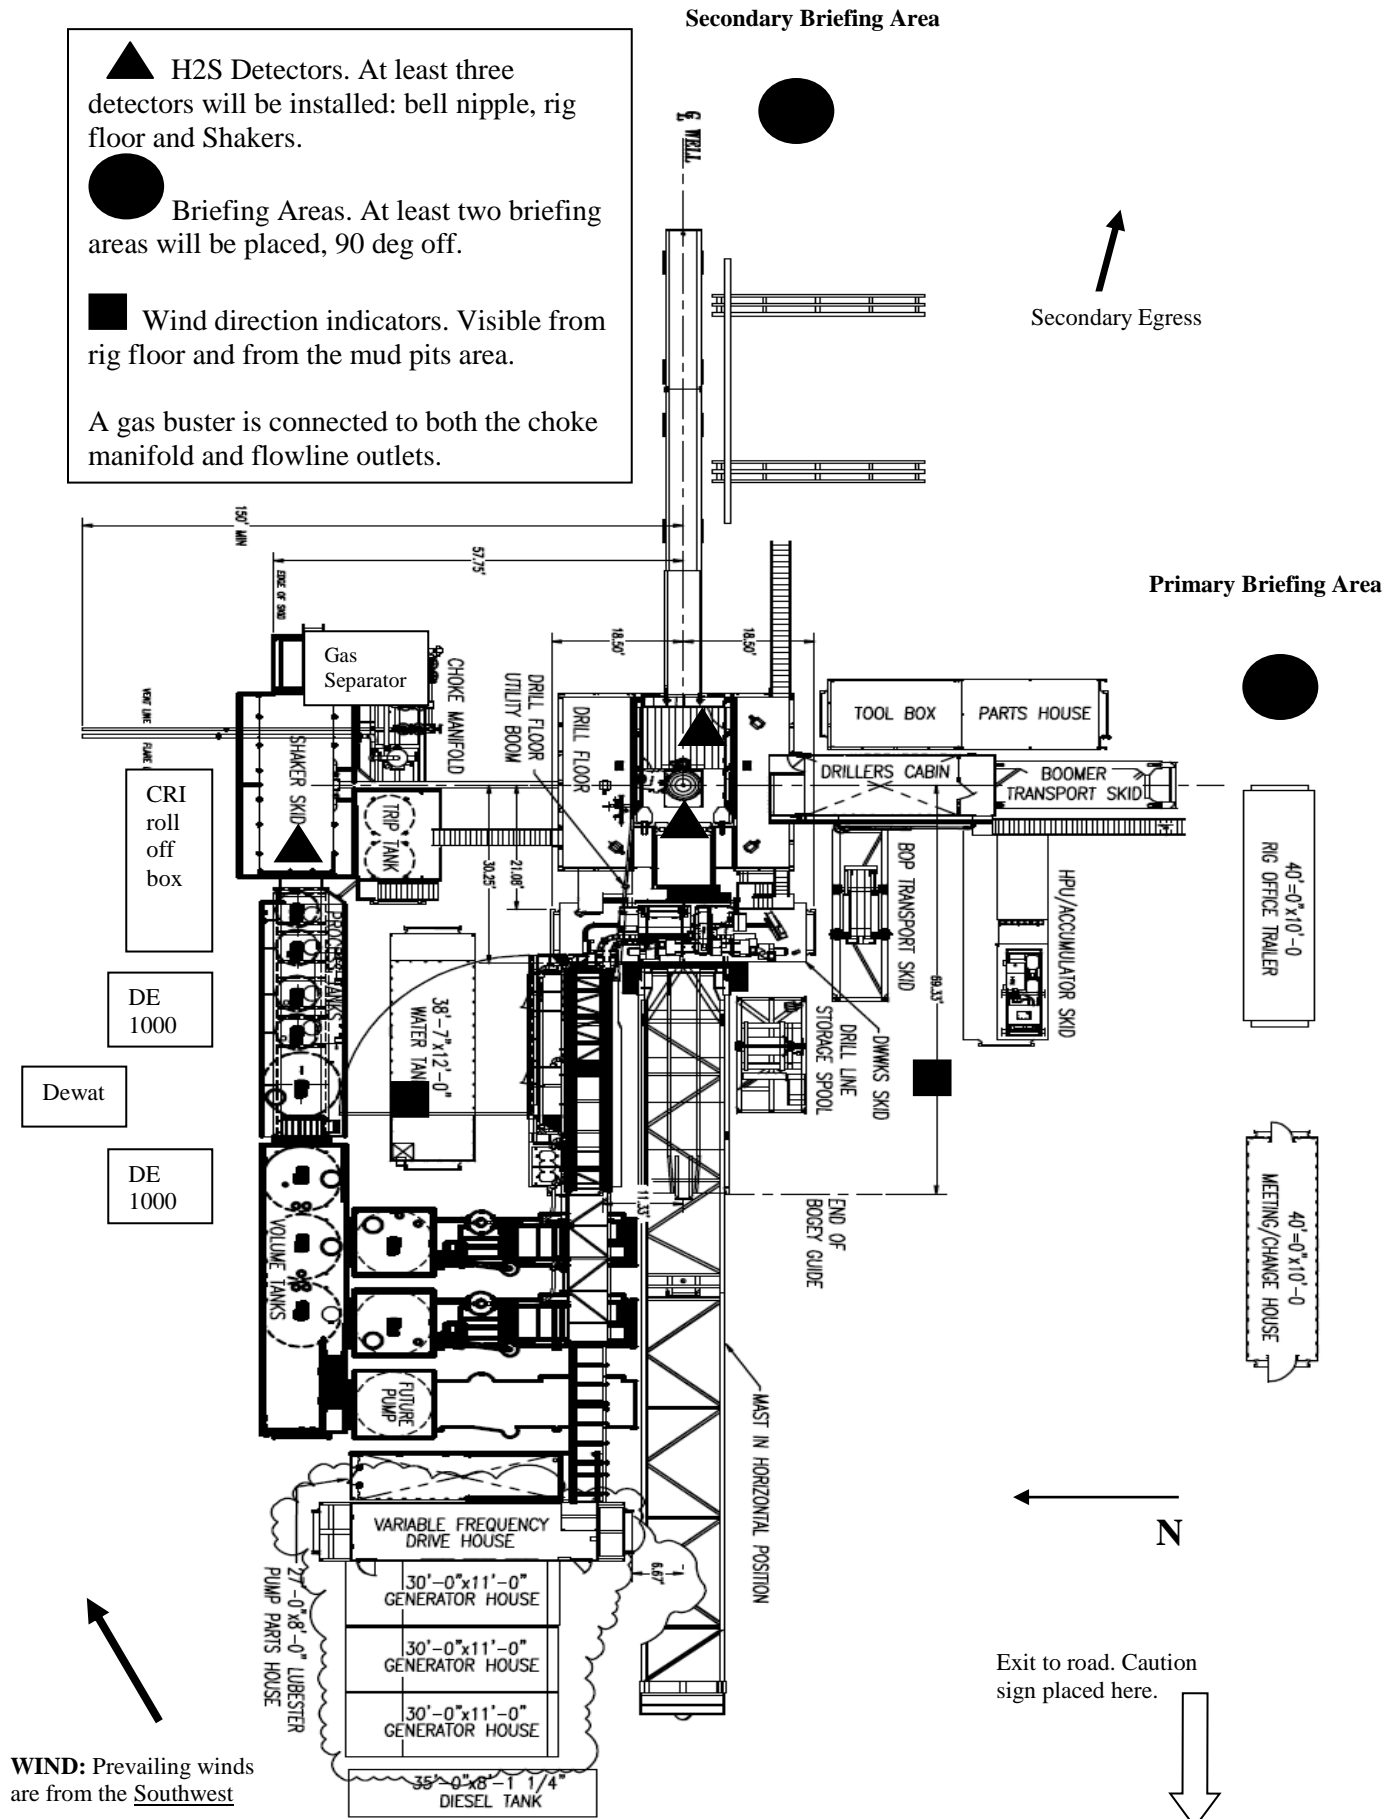 Secondary Briefing Area
H2S Detectors. At least three
detectors will be installed: bell nipple, rig
floor and Shakers.
Briefing Areas. At least two briefing
areas will be placed, 90 deg off.
Wind direction indicators. Visible from
rig floor and from the mud pits area.
A gas buster is connected to both the choke
manifold and flowline outlets.
WELL
Secondary Egress
150' MIN
57.75'
EDGE OF SKID
Primary Briefing Area
18.50'
18.50'
Gas
Separator
CHOKE MANIFOLD
DRILL FLOOR
UTILITY BOOM
DRILL FLOOR
TOOL BOX
PARTS HOUSE
VENT LINE
SHAKER SKID
DRILLERS CABIN
BOOMER
TRANSPORT SKID
CRI
roll
off
box
TRIP TANK
30.25'
21.08'
BOP TRANSPORT SKID
HPU/ACCUMULATOR SKID
40'=0"x10'-0
RIG OFFICE TRAILER
PROCESS TANKS
DE
1000
38'-7"x12'-0"
69.33'
DWWKS SKID
DRILL LINE
STORAGE SPOOL
Dewat
DE
1000
VOLUME TANKS
11.33'
END OF
BOGEY GUIDE
40'=0"x10'-0
MEETING/CHANGE HOUSE
FUTURE
PUMP
MAST IN HORIZONTAL POSITION
VARIABLE FREQUENCY
DRIVE HOUSE
N
6.67'
27'-0"x8'-0" LUBESTER
PUMP PARTS HOUSE
30'-0"x11'-0"
GENERATOR HOUSE
30'-0"x11'-0"
GENERATOR HOUSE
30'-0"x11'-0"
GENERATOR HOUSE
Exit to road. Caution
sign placed here.
WIND: Prevailing winds
are from the Southwest
35'-0"x8'-1 1/4"
DIESEL TANK